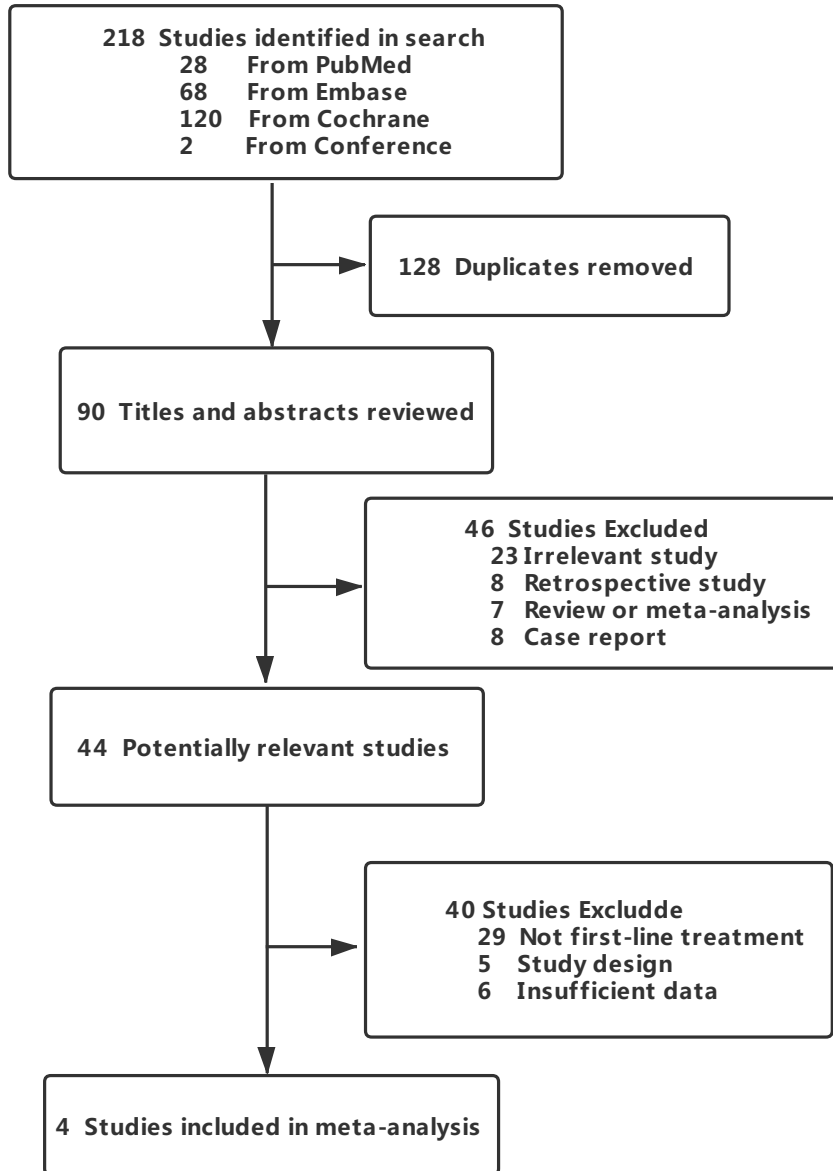 218 Studies identified in search
28 From PubMed
68 From Embase
120 From Cochrane
2 From Conference
128 Duplicates removed
90 Titles and abstracts reviewed
46 Studies Excluded
23 Irrelevant study
8 Retrospective study
7 Review or meta-analysis
8 Case report
44 Potentially relevant studies
40 Studies Excludde
29 Not first-line treatment
5 Study design
6 Insufficient data
4 Studies included in meta-analysis